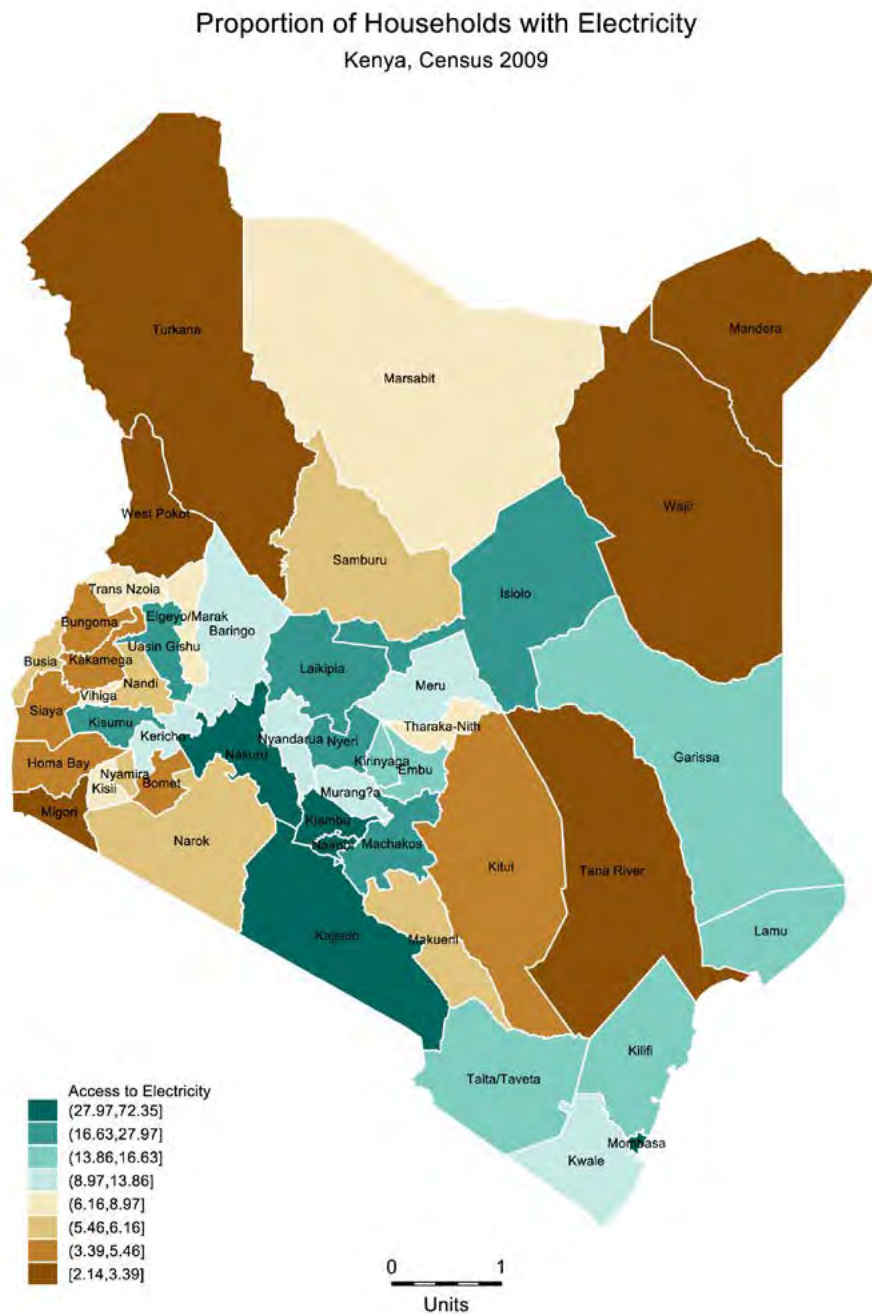 Proportion of Households with Electricity
Kenya, Census 2009
Turkana
Mandera
Marsabit
Wajir
West Pokot
Samburu
Isiolo
Trans Nzoia
Elgeyo/Marak
Bungoma
Baringo
Uasin Gishu
Busia
Kakamega
Laikipia
Nandi
Meru
Vihiga
Siaya
Kisumu
Tharaka-Nith
Kericho
Nyandarua
Nyeri
Nakuru
Garissa
Homa Bay
Kirinyaga
Embu
Nyamira
Bomet
Kisii
Murang?a
Migori
Kiambu
Narok
Nairobi
Machakos
Kitui
Tana River
Lamu
Kajiado
Makueni
Kilifi
Taita/Taveta
Mombasa
Kwale
Access to Electricity
(27.97,72.35]
(16.63,27.97]
(13.86,16.63]
(8.97,13.86]
(6.16,8.97]
(5.46,6.16]
(3.39,5.46]
[2.14,3.39]
0 1
Units